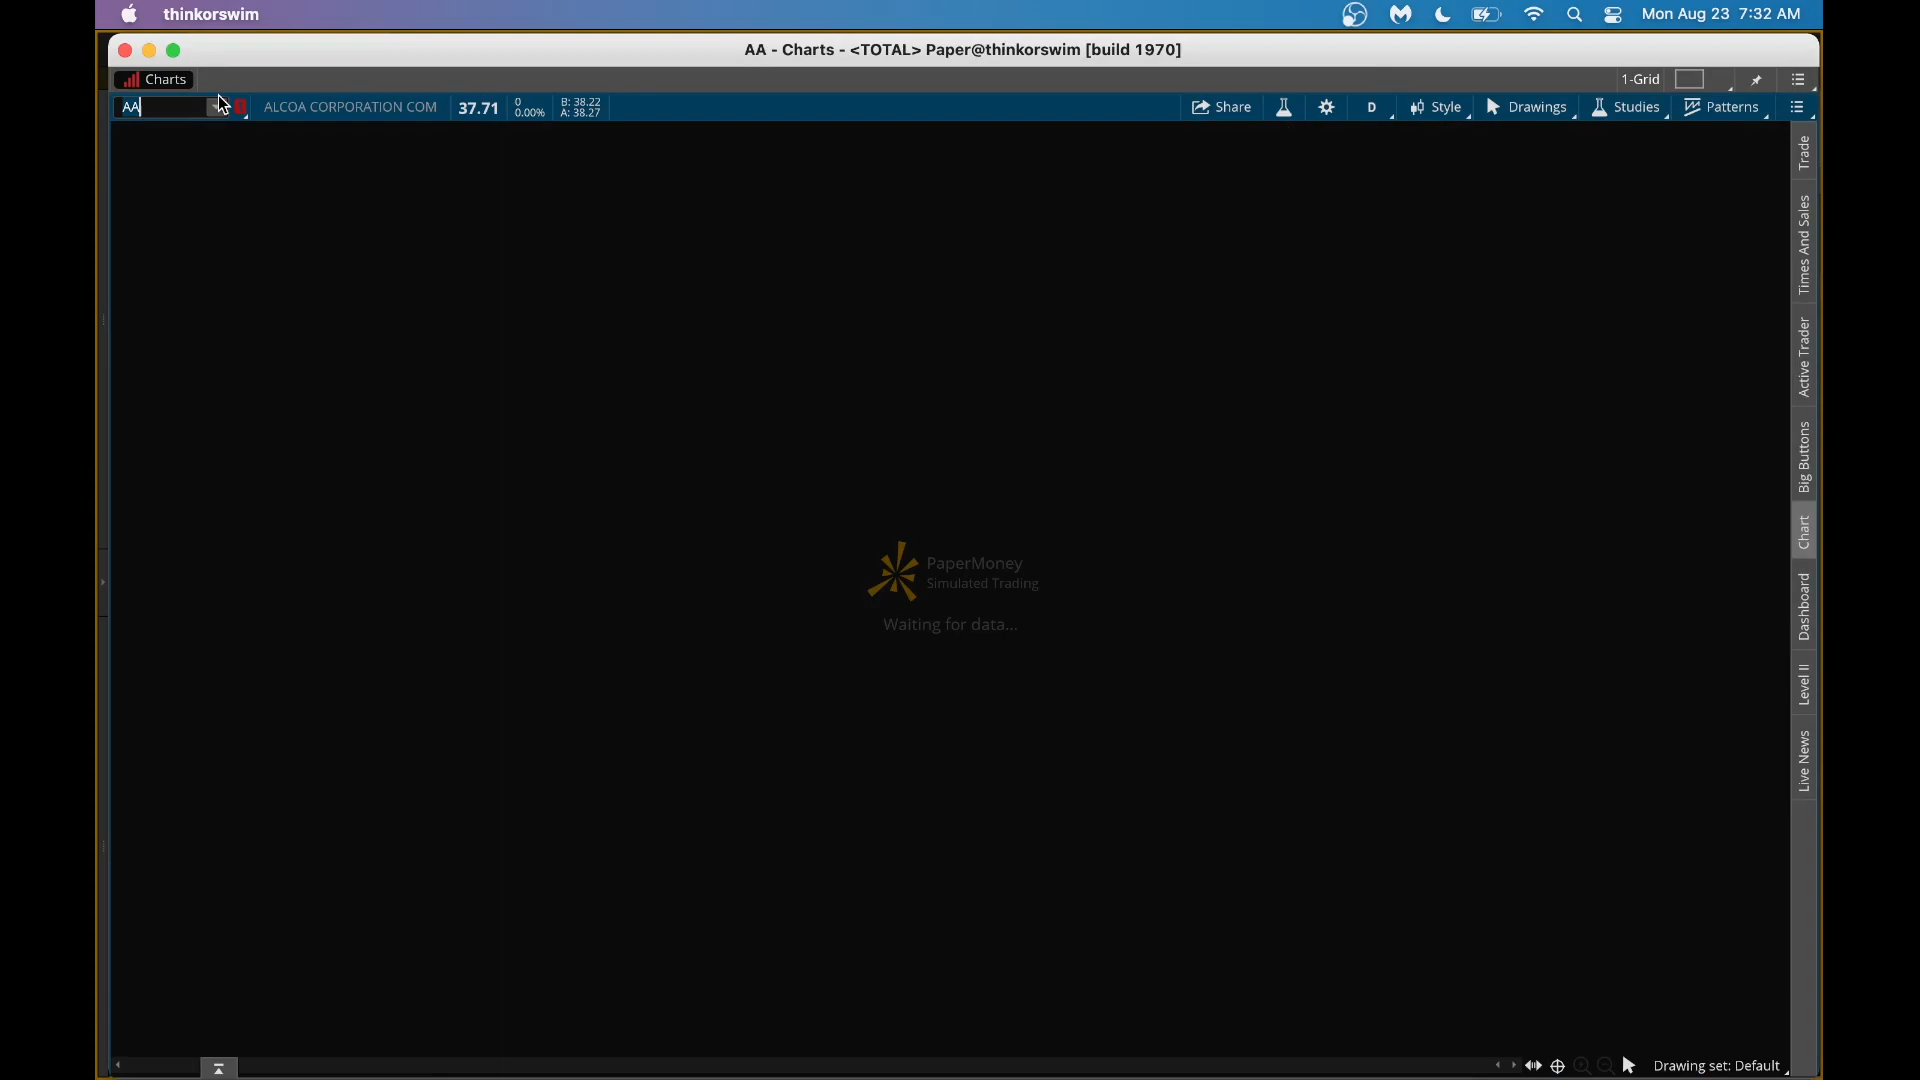 thinkorswim
Mon Aug 23 7:32 AM
AA - Charts - <TOTAL> Paper@thinkorswim [build 1970]
Charts
1-Grid
AA
ALCOA CORPORATION COM
37.71
0
0.00%
B: 38.22
A: 38.27
Share
D
Style
Drawings
Studies
Patterns
Trade
Times And Sales
Active Trader
Big Buttons
Chart
Dashboard
Level II
Live News
PaperMoney
Simulated Trading
Waiting for data...
Drawing set: Default